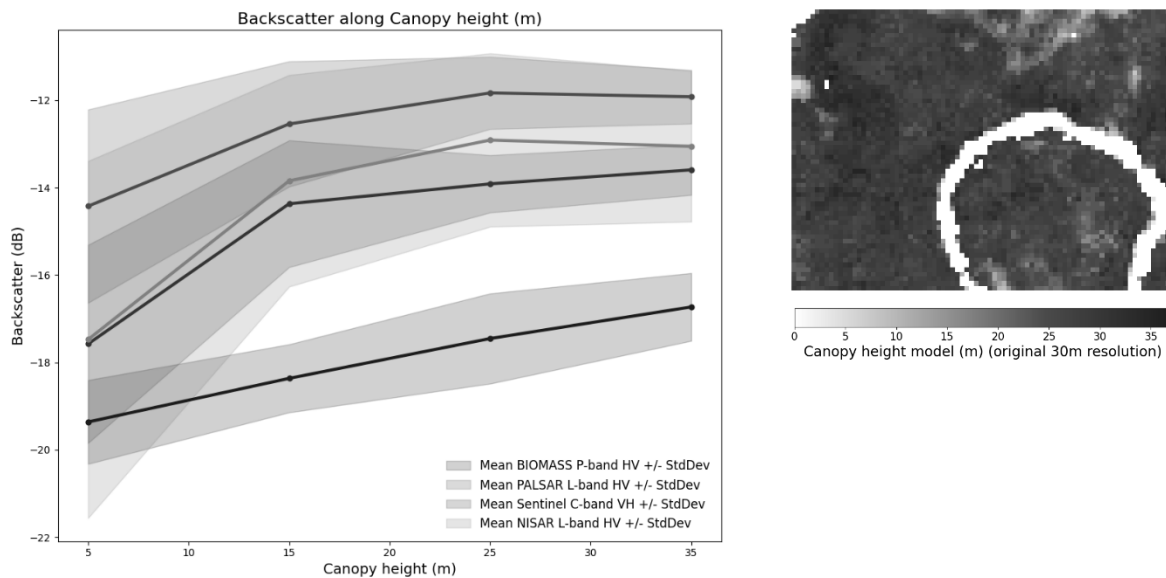 Backscatter along Canopy height (m)
Backscatter (dB)
−12
−14
−16
−18
−20
−22
5 10 15 20 25 30 35
Canopy height (m)
Mean BIOMASS P-band HV +/- StdDev
Mean PALSAR L-band HV +/- StdDev
Mean Sentinel C-band VH +/- StdDev
Mean NISAR L-band HV +/- StdDev
0 5 10 15 20 25 30 35
Canopy height model (m) (original 30m resolution)